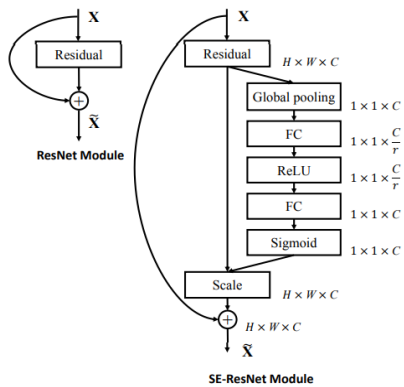 X
Residual
+
X̃
ResNet Module
X
Residual
H × W × C
Global pooling
1 × 1 × C
FC
1 × 1 × C/r
ReLU
1 × 1 × C/r
FC
1 × 1 × C
Sigmoid
1 × 1 × C
Scale
H × W × C
+
H × W × C
X̃
SE-ResNet Module